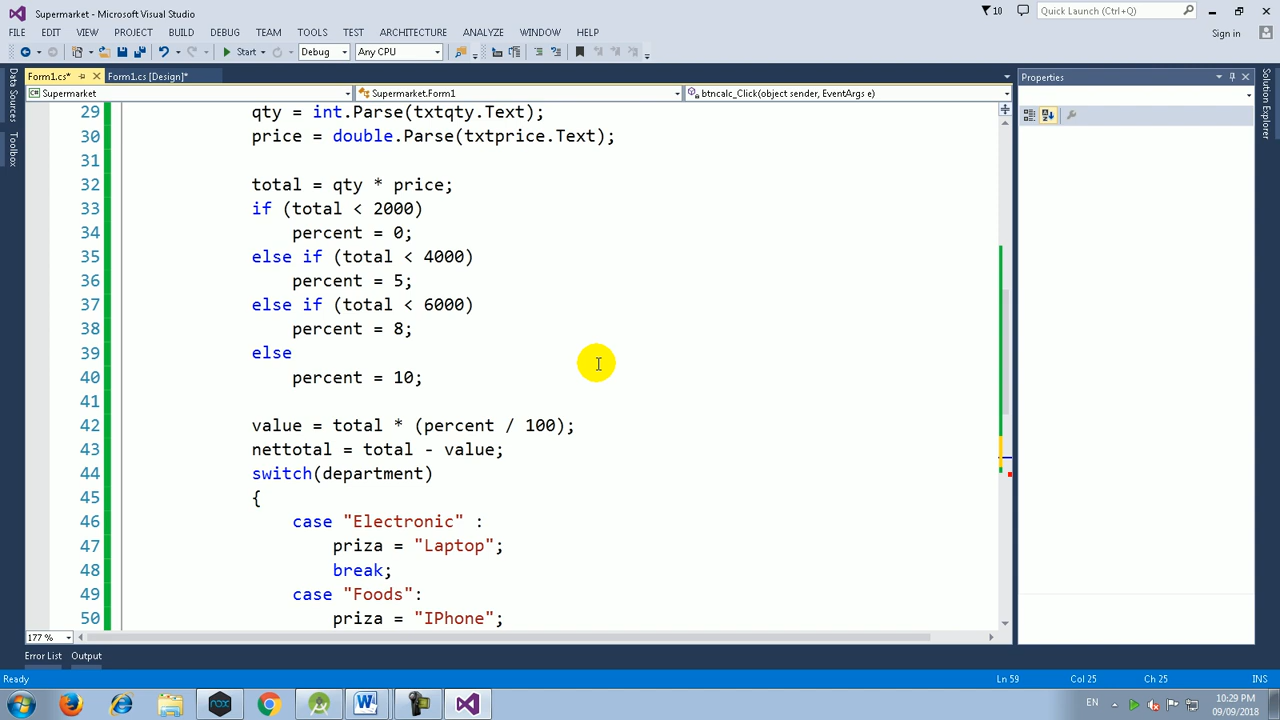 Supermarket - Microsoft Visual Studio
10
Quick Launch (Ctrl+Q)
FILE EDIT VIEW PROJECT BUILD DEBUG TEAM TOOLS TEST ARCHITECTURE ANALYZE WINDOW HELP
Sign in
Start Debug Any CPU
Form1.cs* Form1.cs [Design]*
Properties
Data Sources
Toolbox
Solution Explorer
Supermarket Supermarket.Form1 btncalc_Click(object sender, EventArgs e)
29 qty = int.Parse(txtqty.Text);
30 price = double.Parse(txtprice.Text);
31
32 total = qty * price;
33 if (total < 2000)
34 percent = 0;
35 else if (total < 4000)
36 percent = 5;
37 else if (total < 6000)
38 percent = 8;
39 else
40 percent = 10;
41
42 value = total * (percent / 100);
43 nettotal = total - value;
44 switch(department)
45 {
46 case "Electronic" :
47 priza = "Laptop";
48 break;
49 case "Foods":
50 priza = "IPhone";
177 %
Error List Output
Ready Ln 59 Col 25 Ch 25 INS
nox
EN
10:29 PM
09/09/2018